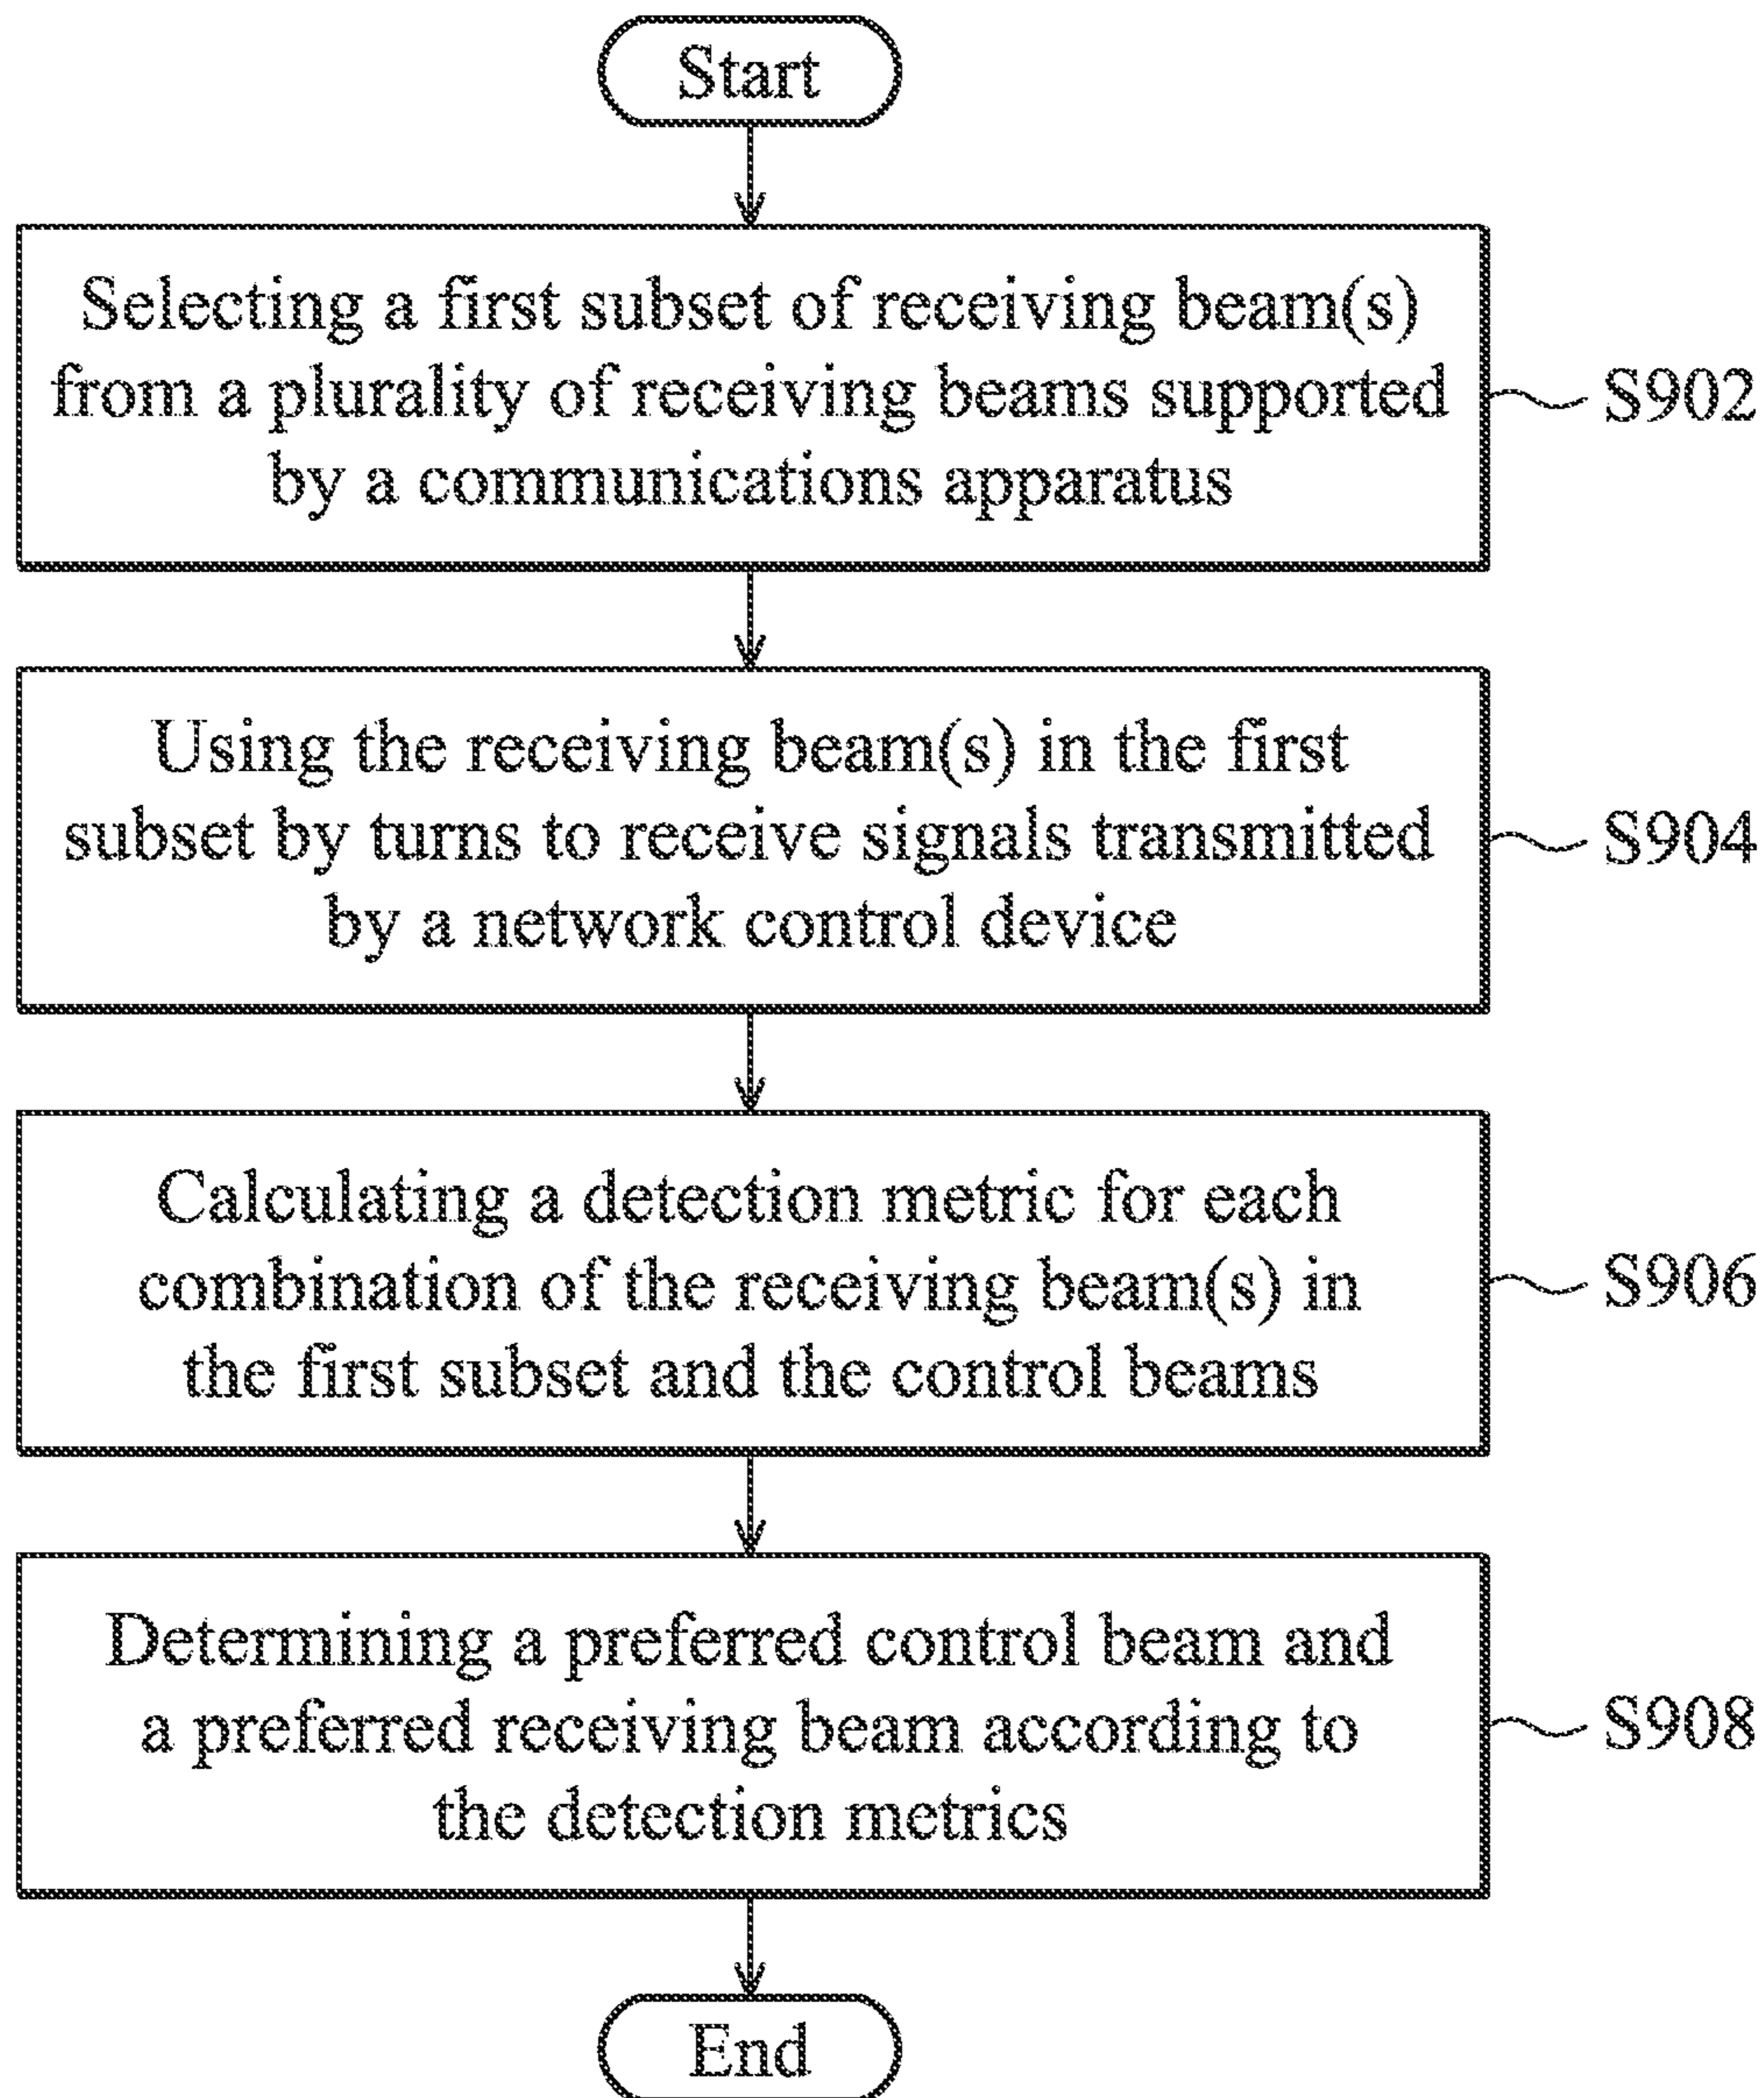 Start
Selecting a first subset of receiving beam(s)
from a plurality of receiving beams supported
by a communications apparatus
S902
Using the receiving beam(s) in the first
subset by turns to receive signals transmitted
by a network control device
S904
Calculating a detection metric for each
combination of the receiving beam(s) in
the first subset and the control beams
S906
Determining a preferred control beam and
a preferred receiving beam according to
the detection metrics
S908
End